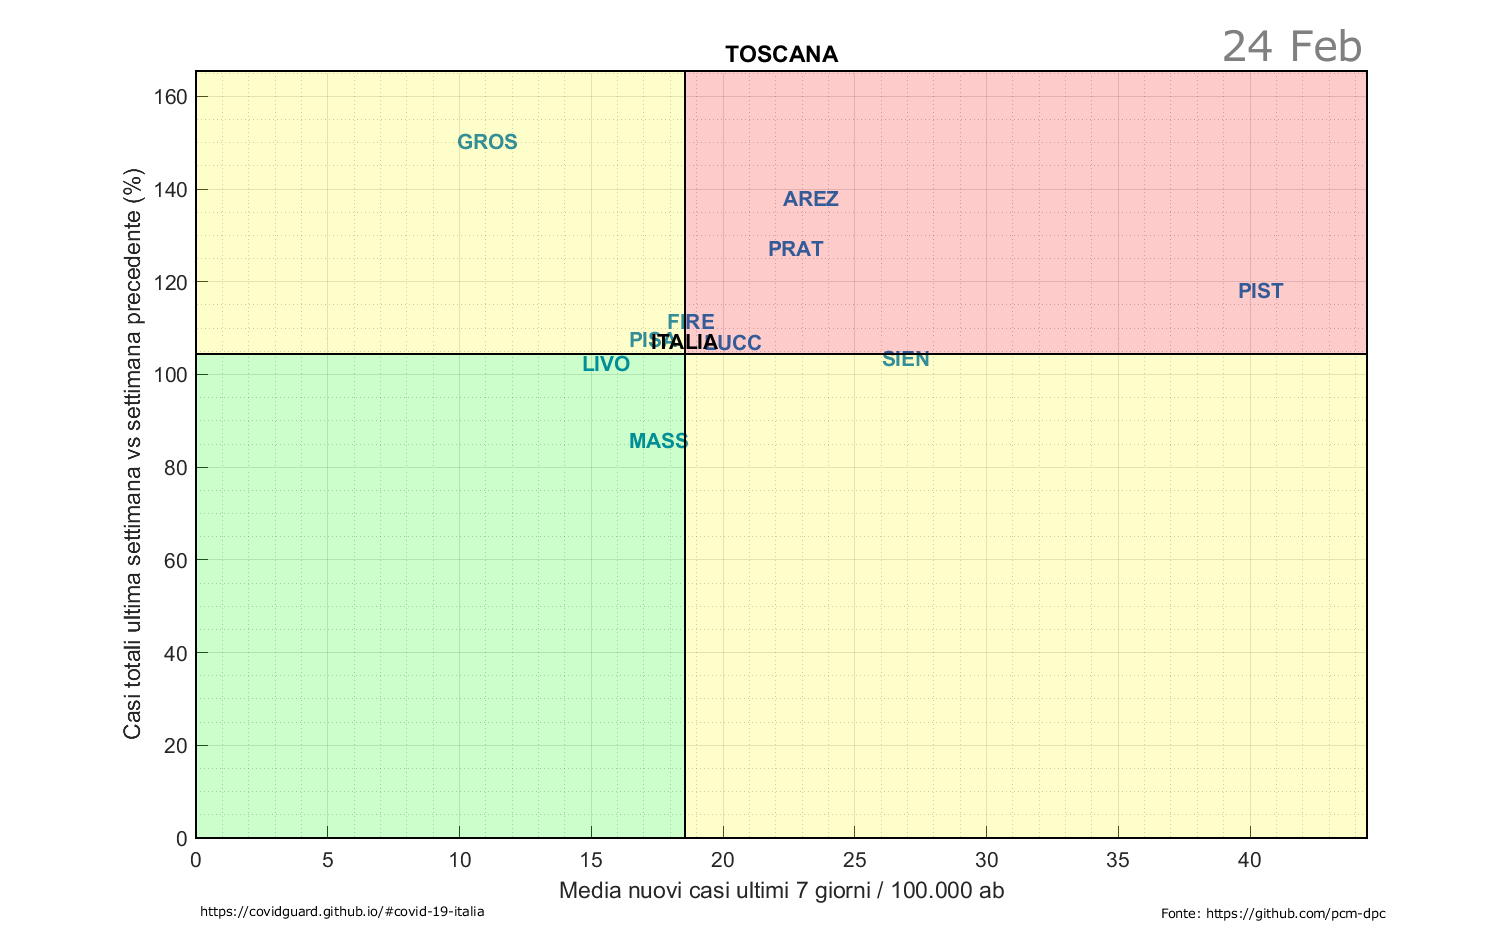 TOSCANA
24 Feb
Casi totali ultima settimana vs settimana precedente (%)
160
140
120
100
80
60
40
20
0
GROS
AREZ
PRAT
PIST
FIRE
PISA
ITALIA
LUCC
SIEN
LIVO
MASS
0 5 10 15 20 25 30 35 40
Media nuovi casi ultimi 7 giorni / 100.000 ab
https://covidguard.github.io/#covid-19-italia
Fonte: https://github.com/pcm-dpc